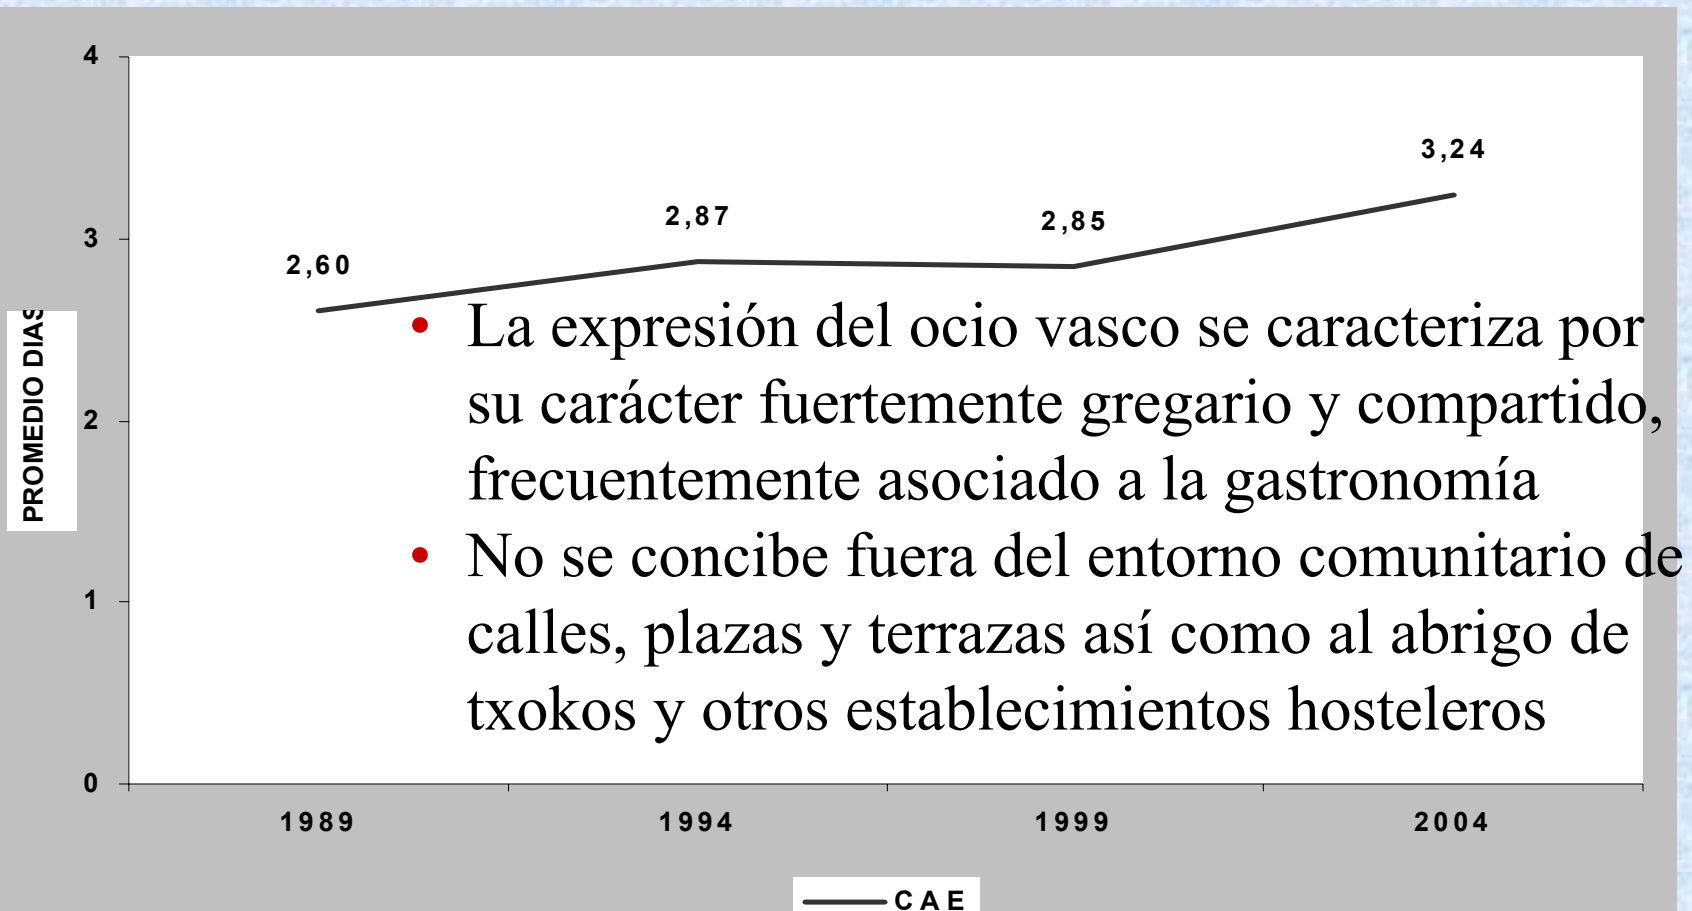 4
3,24
2,87
2,85
3
2,60
PROMEDIO DIAS
• La expresión del ocio vasco se caracteriza por
su carácter fuertemente gregario y compartido,
frecuentemente asociado a la gastronomía
2
• No se concibe fuera del entorno comunitario de
calles, plazas y terrazas así como al abrigo de
txokos y otros establecimientos hosteleros
1
0
1989 1994 1999 2004
CAE